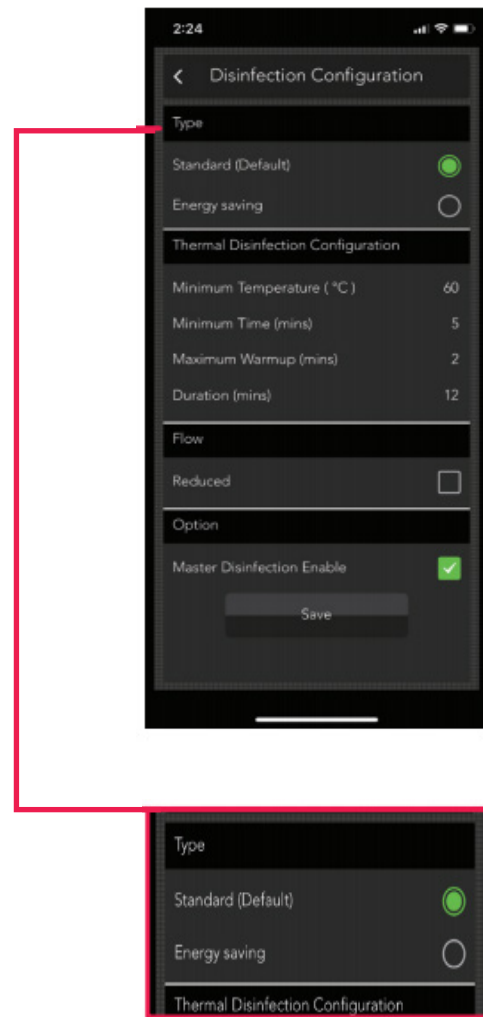 2:24
Disinfection Configuration
Type
Standard (Default)
Energy saving
Thermal Disinfection Configuration
Minimum Temperature ( °C ) 60
Minimum Time (mins) 5
Maximum Warmup (mins) 2
Duration (mins) 12
Flow
Reduced
Option
Master Disinfection Enable
Save
Type
Standard (Default)
Energy saving
Thermal Disinfection Configuration